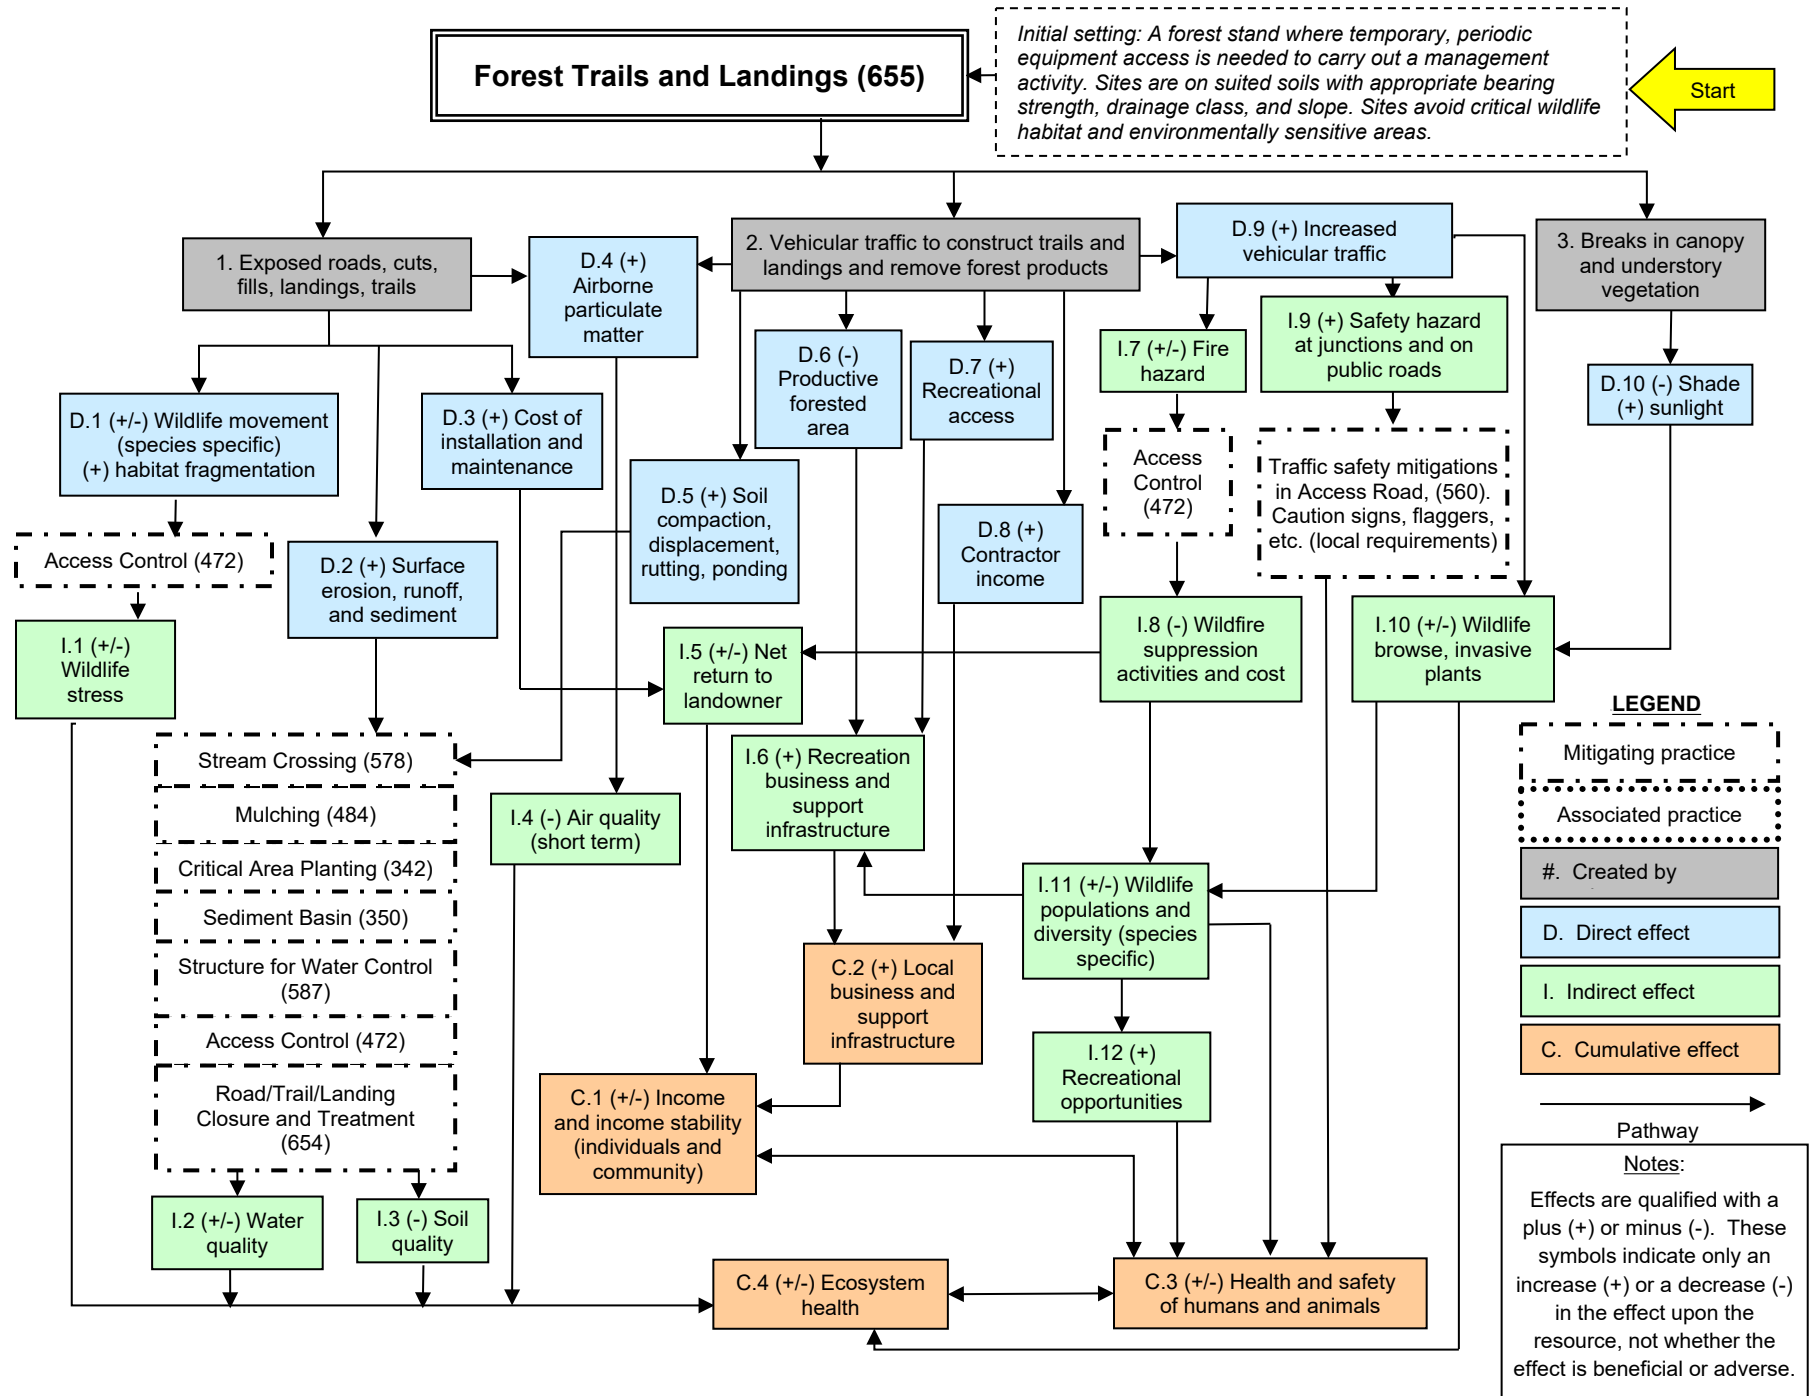 Forest Trails and Landings (655)
Initial setting: A forest stand where temporary, periodic
equipment access is needed to carry out a management
activity. Sites are on suited soils with appropriate bearing
strength, drainage class, and slope. Sites avoid critical wildlife
habitat and environmentally sensitive areas.
Start
1. Exposed roads, cuts,
fills, landings, trails
D.4 (+)
Airborne
particulate
matter
2. Vehicular traffic to construct trails and
landings and remove forest products
D.9 (+) Increased
vehicular traffic
3. Breaks in canopy
and understory
vegetation
D.1 (+/-) Wildlife movement
(species specific)
(+) habitat fragmentation
D.3 (+) Cost of
installation and
maintenance
D.6 (-)
Productive
forested
area
D.7 (+)
Recreational
access
I.7 (+/-) Fire
hazard
I.9 (+) Safety hazard
at junctions and on
public roads
D.10 (-) Shade
(+) sunlight
Access Control (472)
D.2 (+) Surface
erosion, runoff,
and sediment
D.5 (+) Soil
compaction,
displacement,
rutting, ponding
D.8 (+)
Contractor
income
Access
Control
(472)
Traffic safety mitigations
in Access Road, (560).
Caution signs, flaggers,
etc. (local requirements)
I.1 (+/-)
Wildlife
stress
I.5 (+/-) Net
return to
landowner
I.8 (-) Wildfire
suppression
activities and cost
I.10 (+/-) Wildlife
browse, invasive
plants
Stream Crossing (578)
Mulching (484)
Critical Area Planting (342)
Sediment Basin (350)
Structure for Water Control
(587)
Access Control (472)
Road/Trail/Landing
Closure and Treatment
(654)
I.4 (-) Air quality
(short term)
I.6 (+) Recreation
business and
support
infrastructure
I.11 (+/-) Wildlife
populations and
diversity (species
specific)
C.2 (+) Local
business and
support
infrastructure
I.12 (+)
Recreational
opportunities
C.1 (+/-) Income
and income stability
(individuals and
community)
I.2 (+/-) Water
quality
I.3 (-) Soil
quality
C.4 (+/-) Ecosystem
health
C.3 (+/-) Health and safety
of humans and animals
LEGEND
Mitigating practice
Associated practice
#. Created by
D. Direct effect
I. Indirect effect
C. Cumulative effect
Pathway
Notes:
Effects are qualified with a
plus (+) or minus (-). These
symbols indicate only an
increase (+) or a decrease (-)
in the effect upon the
resource, not whether the
effect is beneficial or adverse.